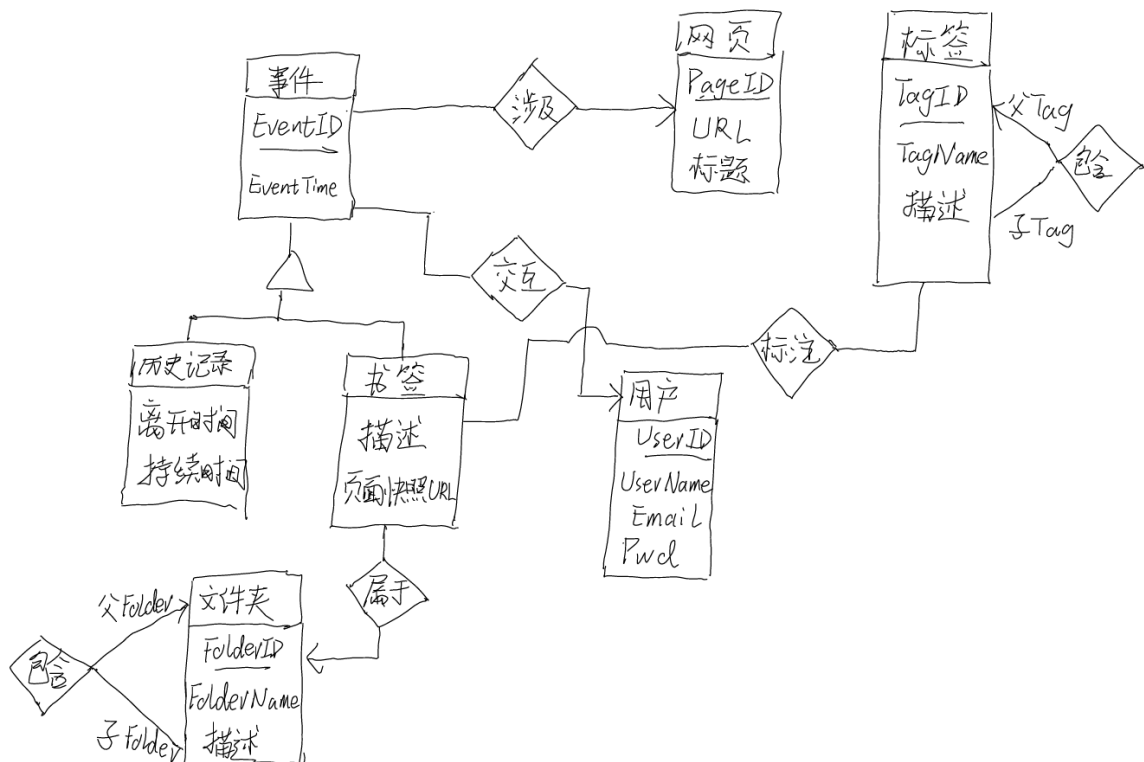 事件
EventID
EventTime
涉及
网页
PageID
URL
标题
标签
TagID
TagName
描述
父Tag
包含
子Tag
交互
标注
历史记录
离开时间
持续时间
书签
描述
页面快照URL
用户
UserID
UserName
Email
Pwd
属于
父Folder
包含
子Folder
文件夹
FolderID
FolderName
描述